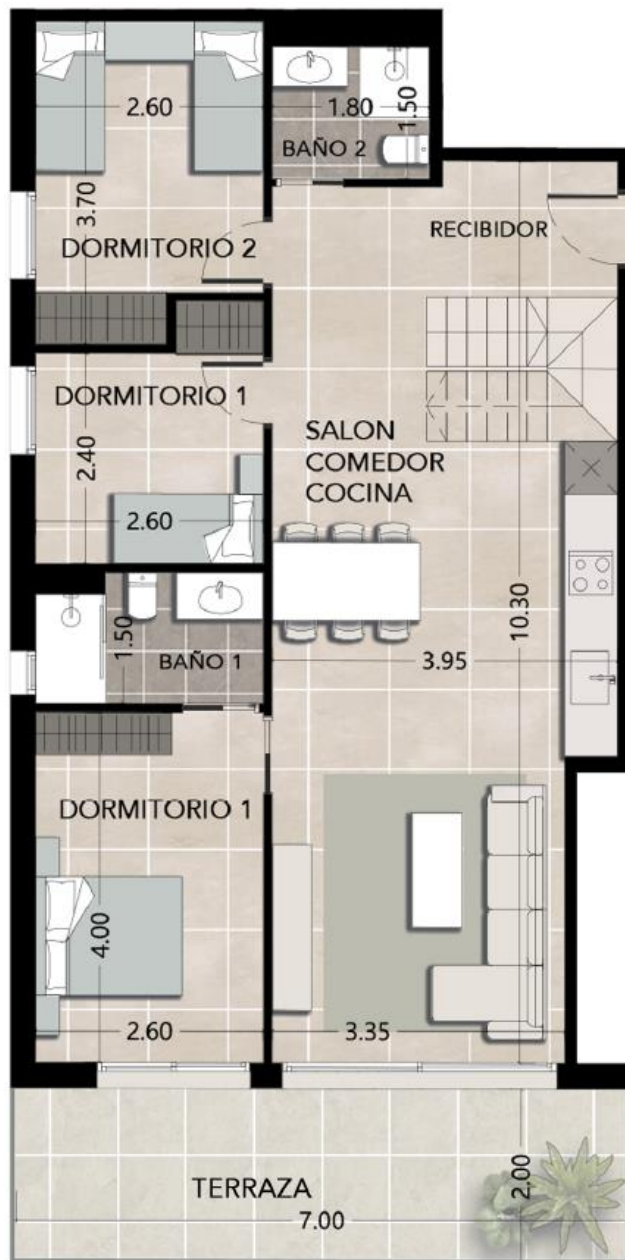 2.60
1.80
1.50
BAÑO 2
3.70
RECIBIDOR
DORMITORIO 2
DORMITORIO 1
SALON
COMEDOR
COCINA
2.40
2.60
10.30
1.50
BAÑO 1
3.95
DORMITORIO 1
4.00
2.60
3.35
TERRAZA
2.00
7.00